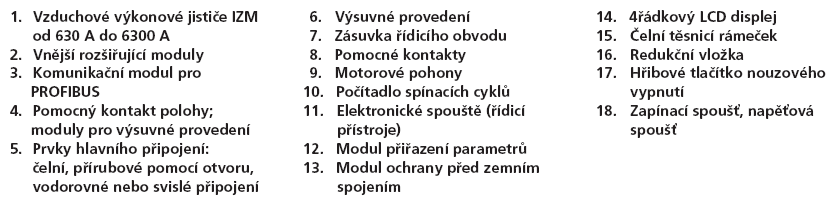 1. Vzduchové výkonové jističe IZM
od 630 A do 6300 A
2. Vnější rozšiřující moduly
3. Komunikační modul pro
PROFIBUS
4. Pomocný kontakt polohy;
moduly pro výsuvné provedení
5. Prvky hlavního připojení:
čelní, přírubové pomocí otvoru,
vodorovné nebo svislé připojení
6. Výsuvné provedení
7. Zásuvka řídicího obvodu
8. Pomocné kontakty
9. Motorové pohony
10. Počítadlo spínacích cyklů
11. Elektronické spouště (řídicí
přístroje)
12. Modul přiřazení parametrů
13. Modul ochrany před zemním
spojením
14. 4řádkový LCD displej
15. Čelní těsnicí rámeček
16. Redukční vložka
17. Hřibové tlačítko nouzového
vypnutí
18. Zapínací spoušť, napěťová
spoušť